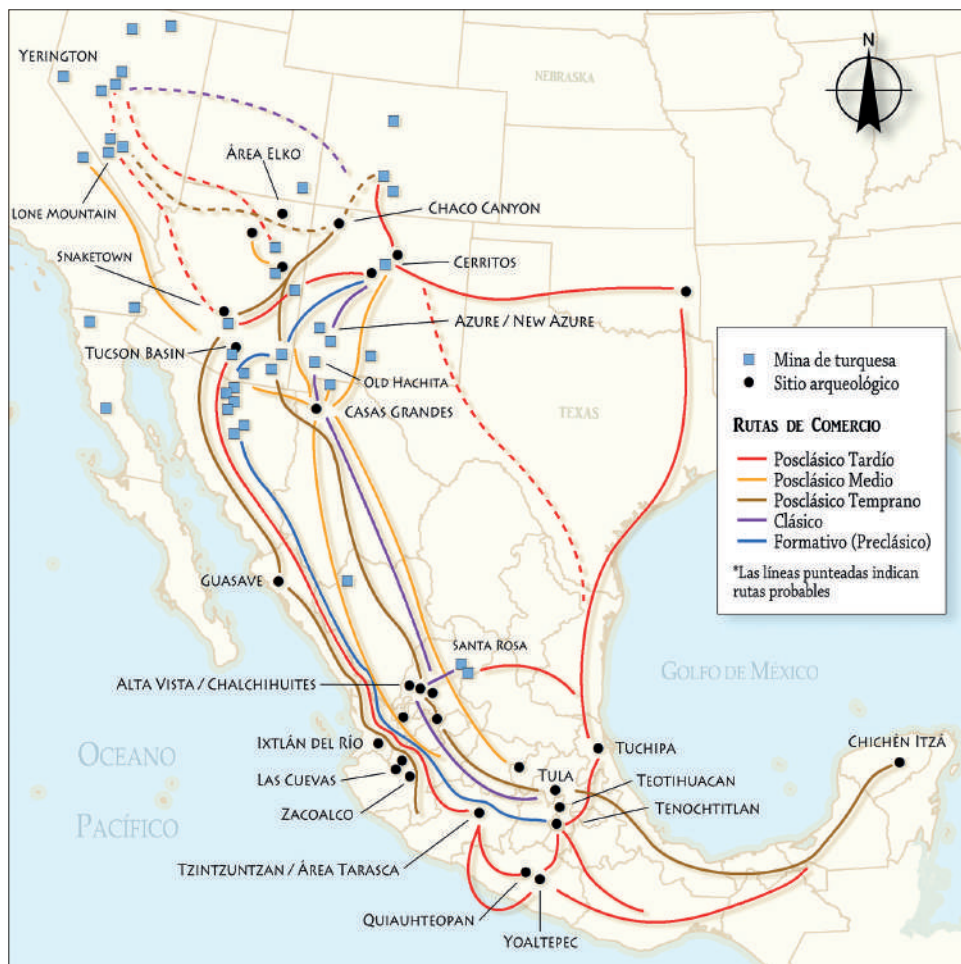 N
YERINGTON
NEBRASKA
ÁREA ELKO
CHACO CANYON
LONE MOUNTAIN
SNAKETOWN
CERRITOS
AZURE / NEW AZURE
TUCSON BASIN
OLD HACHITA
CASAS GRANDES
TEXAS
Mina de turquesa
Sitio arqueológico
RUTAS DE COMERCIO
Posclásico Tardío
Posclásico Medio
Posclásico Temprano
Clásico
Formativo (Preclásico)
*Las líneas punteadas indican
rutas probables
GUASAVE
SANTA ROSA
GOLFO DE MÉXICO
ALTA VISTA / CHALCHIHUITES
OCEANO
PACÍFICO
IXTLÁN DEL RÍO
TUCHIPA
CHICHÉN ITZÁ
LAS CUEVAS
TULA
TEOTIHUACAN
ZACOALCO
TENOCHTITLAN
TZINTZUNTZAN / ÁREA TARASCA
QUIAUHTEOPAN
YOALTEPEC